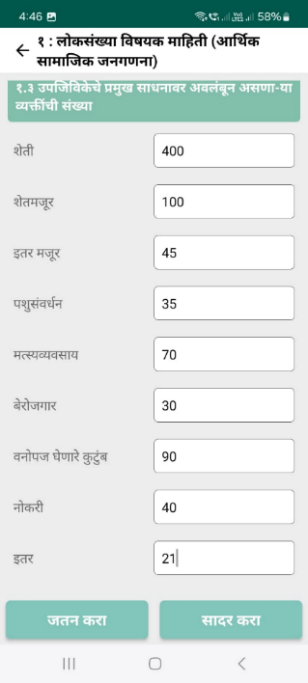 4:46 58%
१ : लोकसंख्या विषयक माहिती (आर्थिक
सामाजिक जनगणना)
१.३ उपजिविकेचे प्रमुख साधनावर अवलंबून असणा-या
व्यक्तींची संख्या
शेती 400
शेतमजूर 100
इतर मजूर 45
पशुसंवर्धन 35
मत्स्यव्यवसाय 70
बेरोजगार 30
वनोपज घेणारे कुटुंब 90
नोकरी 40
इतर 21
जतन करा सादर करा